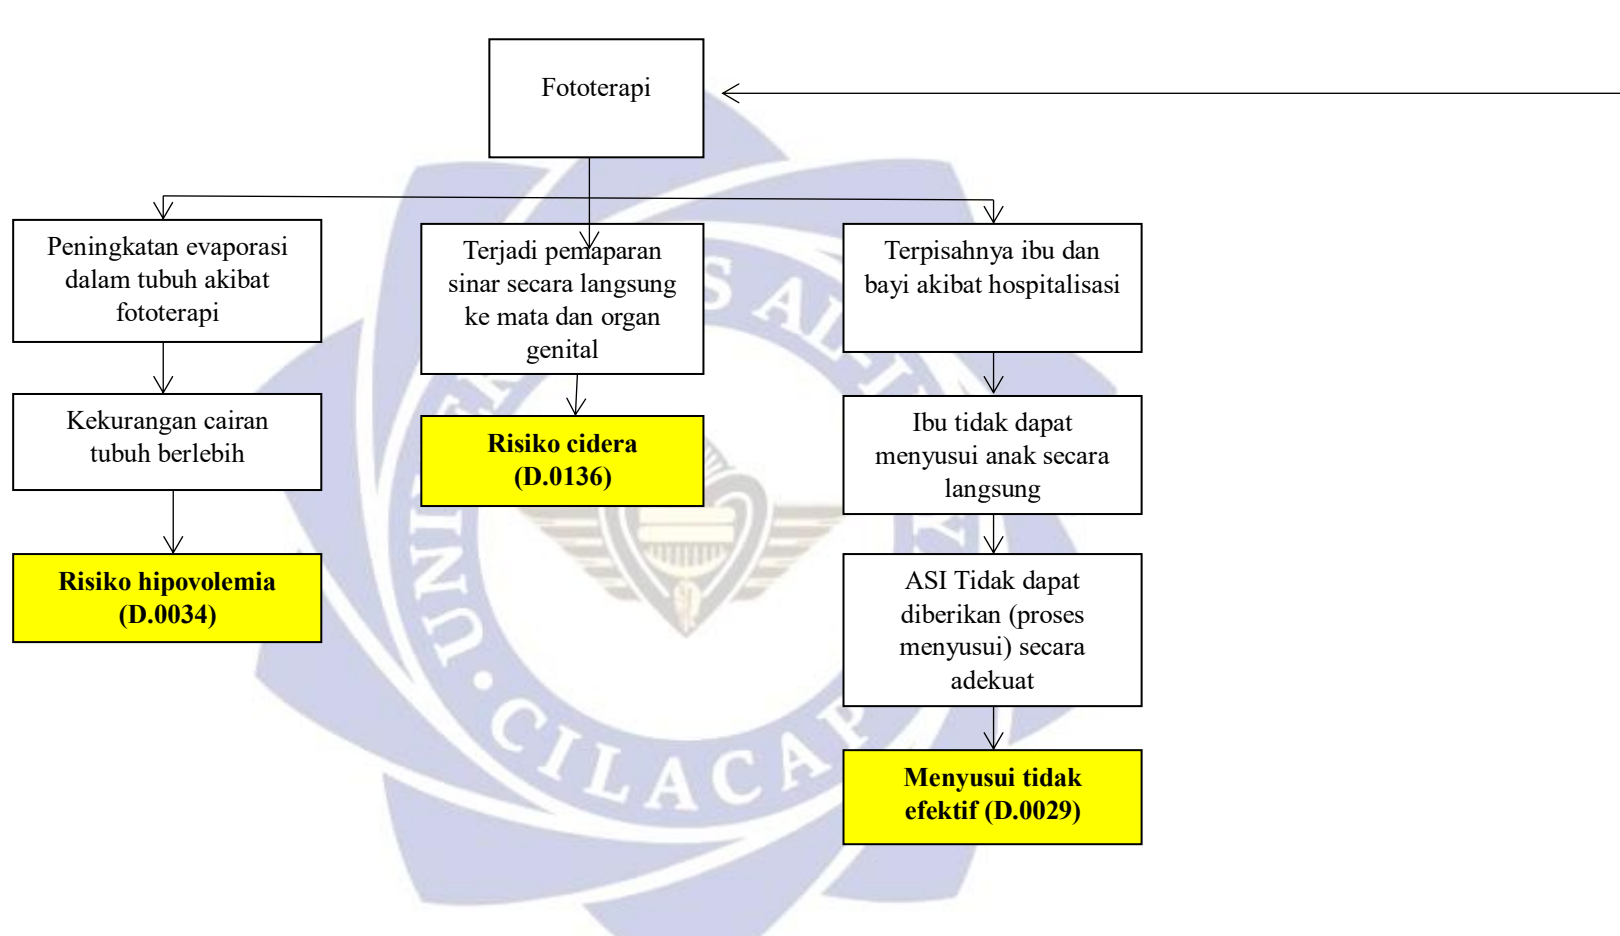 Fototerapi
Peningkatan evaporasi
dalam tubuh akibat
fototerapi
Terjadi pemaparan
sinar secara langsung
ke mata dan organ
genital
Terpisahnya ibu dan
bayi akibat hospitalisasi
Kekurangan cairan
tubuh berlebih
Risiko cidera
(D.0136)
Ibu tidak dapat
menyusui anak secara
langsung
Risiko hipovolemia
(D.0034)
ASI Tidak dapat
diberikan (proses
menyusui) secara
adekuat
Menyusui tidak
efektif (D.0029)
CILACAP